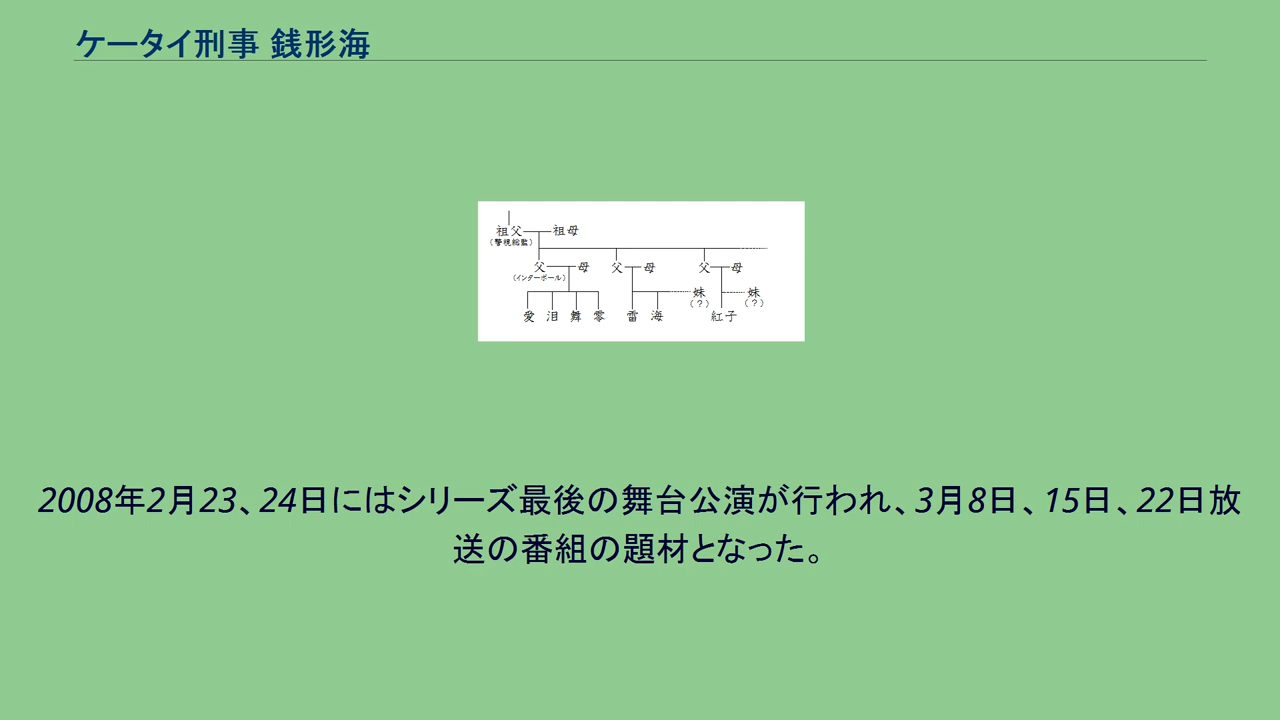 ケータイ刑事 銭形海
祖父 祖母
（警視総監）
父 母 父 母 父 母
（インターポール）
妹 妹
（？） （？）
愛 泪 舞 零 雷 海 紅子
2008年2月23、24日にはシリーズ最後の舞台公演が行われ、3月8日、15日、22日放
送の番組の題材となった。